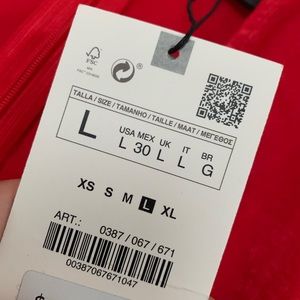 FSC
TALLA / SIZE / TAMANHO / TAILLE / MAAT / ΜΕΓΕΘΟΣ
L
USA MEX UK IT BR
L 30 L L G
XS S M L XL
ART.:
0387 / 067 / 671
00387067671047
$